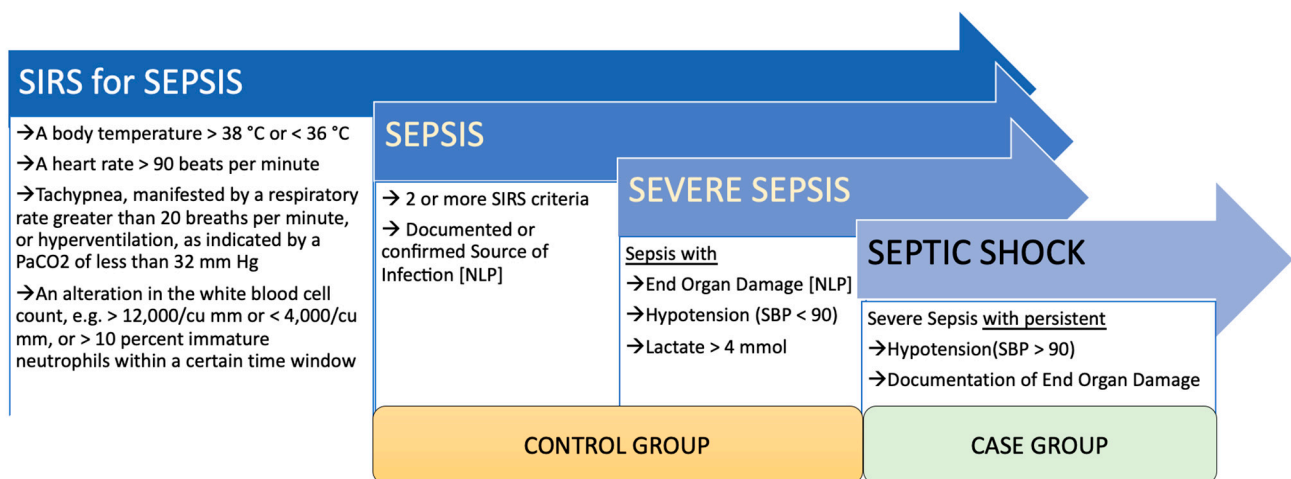 SIRS for SEPSIS
→A body temperature > 38 °C or < 36 °C
→A heart rate > 90 beats per minute
→Tachypnea, manifested by a respiratory
rate greater than 20 breaths per minute,
or hyperventilation, as indicated by a
PaCO2 of less than 32 mm Hg
→An alteration in the white blood cell
count, e.g. > 12,000/cu mm or < 4,000/cu
mm, or > 10 percent immature
neutrophils within a certain time window
SEPSIS
→ 2 or more SIRS criteria
→ Documented or
confirmed Source of
Infection [NLP]
SEVERE SEPSIS
Sepsis with
→End Organ Damage [NLP]
→Hypotension (SBP < 90)
→Lactate > 4 mmol
SEPTIC SHOCK
Severe Sepsis with persistent
→Hypotension(SBP > 90)
→Documentation of End Organ Damage
CONTROL GROUP
CASE GROUP